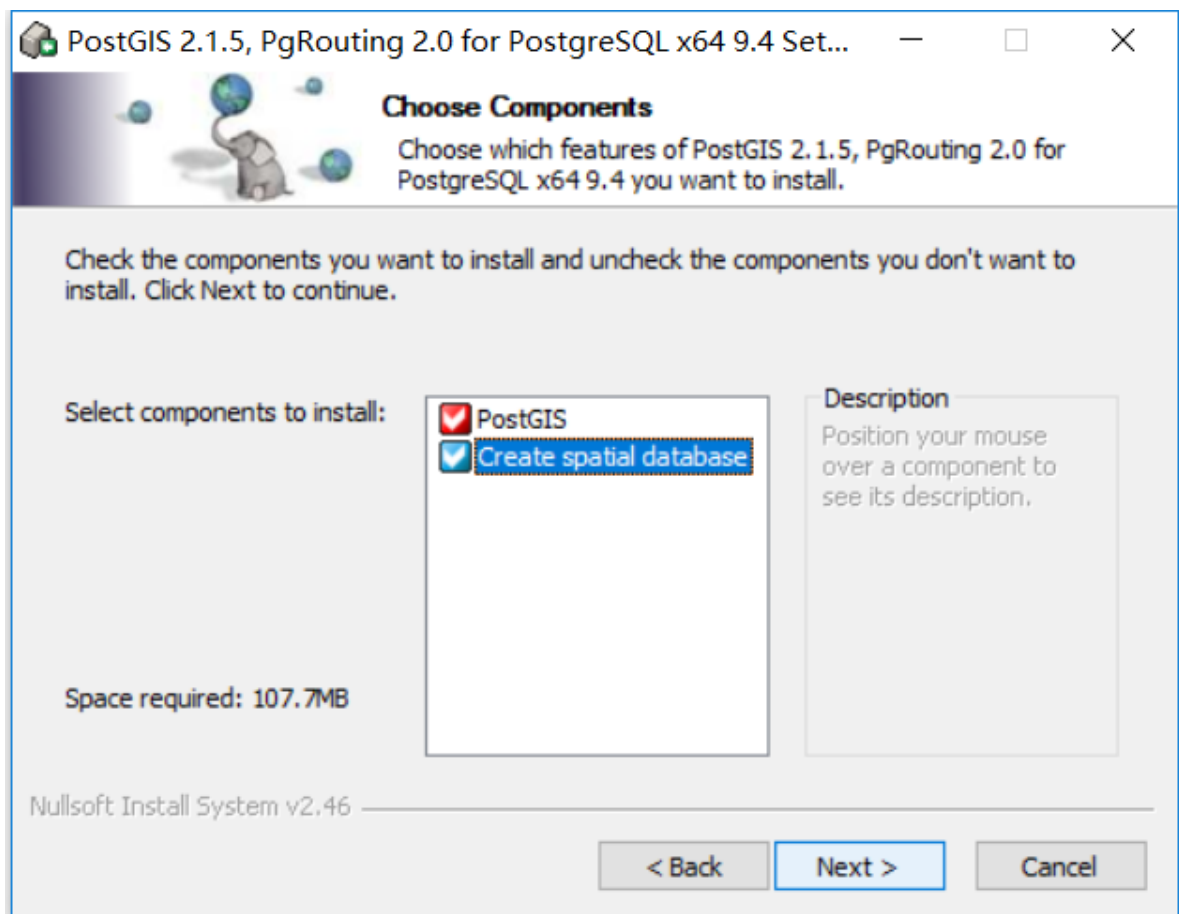 PostGIS 2.1.5, PgRouting 2.0 for PostgreSQL x64 9.4 Set...
Choose Components
Choose which features of PostGIS 2.1.5, PgRouting 2.0 for
PostgreSQL x64 9.4 you want to install.
Check the components you want to install and uncheck the components you don't want to
install. Click Next to continue.
Select components to install:
PostGIS
Create spatial database
Description
Position your mouse
over a component to
see its description.
Space required: 107.7MB
Nullsoft Install System v2.46
< Back
Next >
Cancel